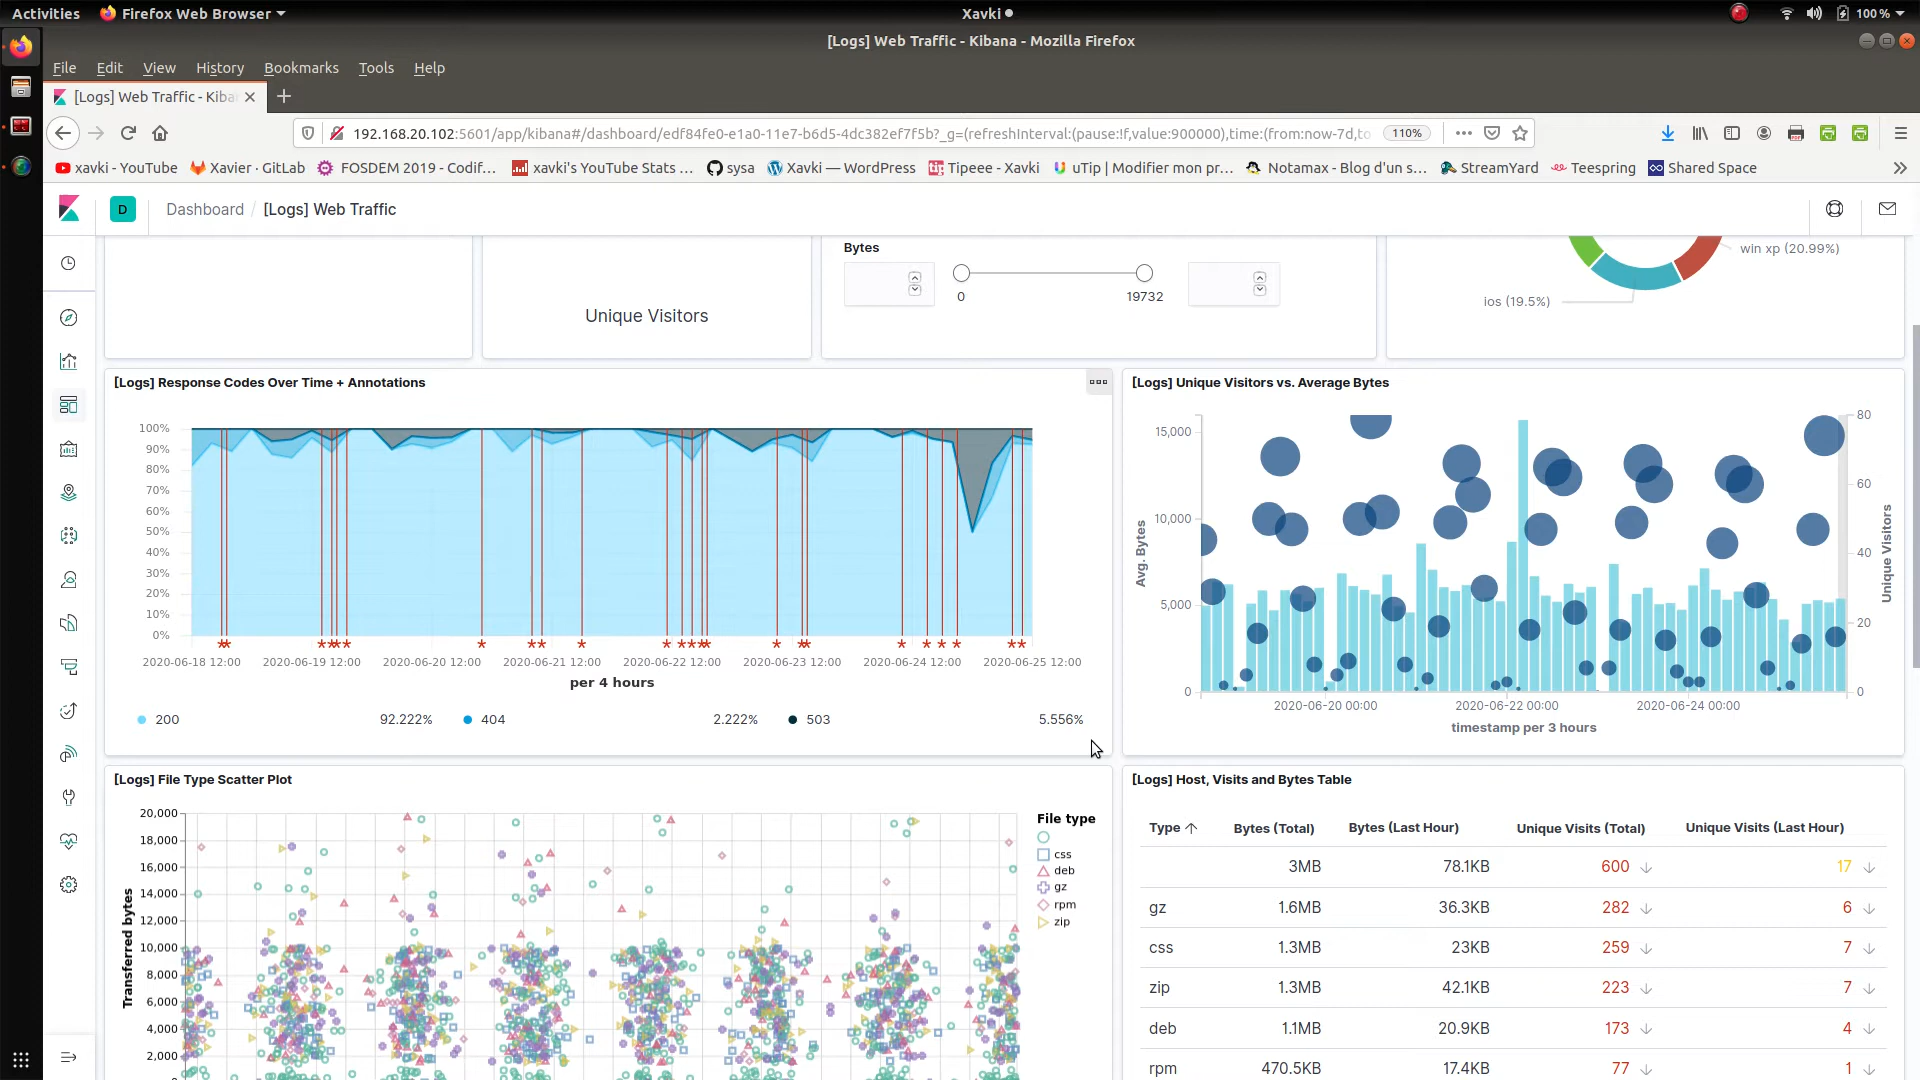 Activities Firefox Web Browser Xavki 100 %
[Logs] Web Traffic - Kibana - Mozilla Firefox
File Edit View History Bookmarks Tools Help
[Logs] Web Traffic - Kiba
192.168.20.102:5601/app/kibana#/dashboard/edf84fe0-e1a0-11e7-b6d5-4dc382ef7f5b?_g=(refreshInterval:(pause:!f,value:900000),time:(from:now-7d,to 110%
xavki - YouTube Xavier · GitLab FOSDEM 2019 - Codif... xavki's YouTube Stats ... sysa Xavki — WordPress Tipeee - Xavki uTip | Modifier mon pr... Notamax - Blog d'un s... StreamYard Teespring Shared Space
D Dashboard / [Logs] Web Traffic
Bytes
0 19732
Unique Visitors
win xp (20.99%)
ios (19.5%)
[Logs] Response Codes Over Time + Annotations
100%
90%
80%
70%
60%
50%
40%
30%
20%
10%
0%
2020-06-18 12:00 2020-06-19 12:00 2020-06-20 12:00 2020-06-21 12:00 2020-06-22 12:00 2020-06-23 12:00 2020-06-24 12:00 2020-06-25 12:00
per 4 hours
200 92.222% 404 2.222% 503 5.556%
[Logs] Unique Visitors vs. Average Bytes
15,000
10,000
5,000
0
Avg. Bytes
80
60
40
20
0
Unique Visitors
2020-06-20 00:00 2020-06-22 00:00 2020-06-24 00:00
timestamp per 3 hours
[Logs] File Type Scatter Plot
20,000
18,000
16,000
14,000
12,000
10,000
8,000
6,000
4,000
2,000
Transferred bytes
File type
css
deb
gz
rpm
zip
[Logs] Host, Visits and Bytes Table
Type Bytes (Total) Bytes (Last Hour) Unique Visits (Total) Unique Visits (Last Hour)
3MB 78.1KB 600 17
gz 1.6MB 36.3KB 282 6
css 1.3MB 23KB 259 7
zip 1.3MB 42.1KB 223 7
deb 1.1MB 20.9KB 173 4
rpm 470.5KB 17.4KB 77 1